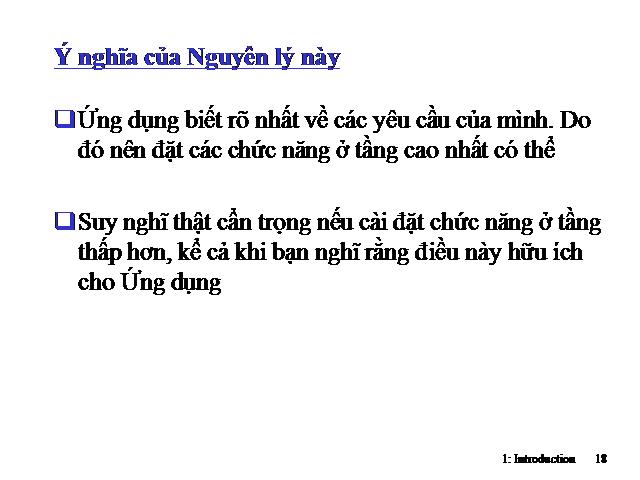 Ý nghĩa của Nguyên lý này
Ứng dụng biết rõ nhất về các yêu cầu của mình. Do
đó nên đặt các chức năng ở tầng cao nhất có thể
Suy nghĩ thật cẩn trọng nếu cài đặt chức năng ở tầng
thấp hơn, kể cả khi bạn nghĩ rằng điều này hữu ích
cho Ứng dụng
1: Introduction 18